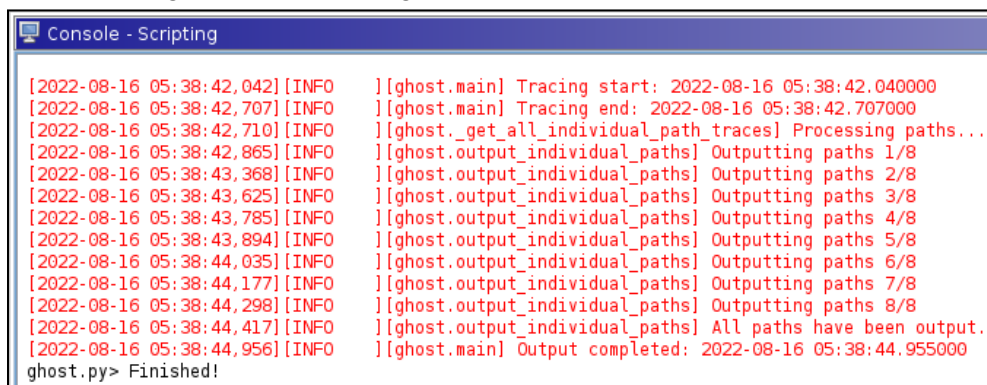 Console - Scripting
[2022-08-16 05:38:42,042][INFO    ][ghost.main] Tracing start: 2022-08-16 05:38:42.040000
[2022-08-16 05:38:42,707][INFO    ][ghost.main] Tracing end: 2022-08-16 05:38:42.707000
[2022-08-16 05:38:42,710][INFO    ][ghost._get_all_individual_path_traces] Processing paths...
[2022-08-16 05:38:42,865][INFO    ][ghost.output_individual_paths] Outputting paths 1/8
[2022-08-16 05:38:43,368][INFO    ][ghost.output_individual_paths] Outputting paths 2/8
[2022-08-16 05:38:43,625][INFO    ][ghost.output_individual_paths] Outputting paths 3/8
[2022-08-16 05:38:43,785][INFO    ][ghost.output_individual_paths] Outputting paths 4/8
[2022-08-16 05:38:43,894][INFO    ][ghost.output_individual_paths] Outputting paths 5/8
[2022-08-16 05:38:44,035][INFO    ][ghost.output_individual_paths] Outputting paths 6/8
[2022-08-16 05:38:44,177][INFO    ][ghost.output_individual_paths] Outputting paths 7/8
[2022-08-16 05:38:44,298][INFO    ][ghost.output_individual_paths] Outputting paths 8/8
[2022-08-16 05:38:44,417][INFO    ][ghost.output_individual_paths] All paths have been output.
[2022-08-16 05:38:44,956][INFO    ][ghost.main] Output completed: 2022-08-16 05:38:44.955000
ghost.py> Finished!